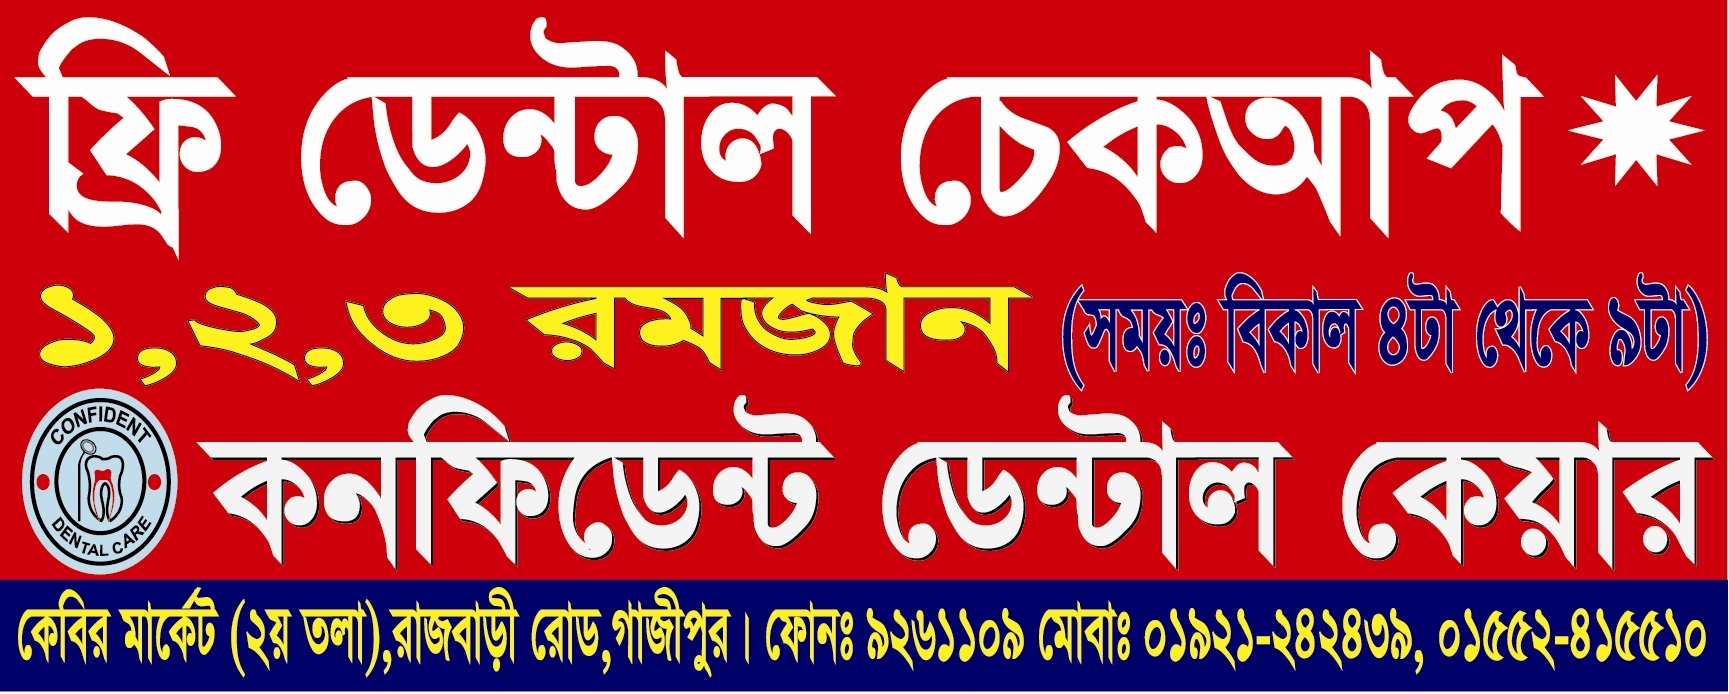 ফ্রি ডেন্টাল চেকআপ
১,২,৩ রমজান (সময়ঃ বিকাল ৪টা থেকে ৯টা)
CONFIDENT
DENTAL CARE
কনফিডেন্ট ডেন্টাল কেয়ার
কেবির মার্কেট (২য় তলা),রাজবাড়ী রোড,গাজীপুর। ফোনঃ ৯২৬১১০৯ মোবাঃ ০১৯২১-২৪২৪৩৯, ০১৫৫২-৪১৫৫১০